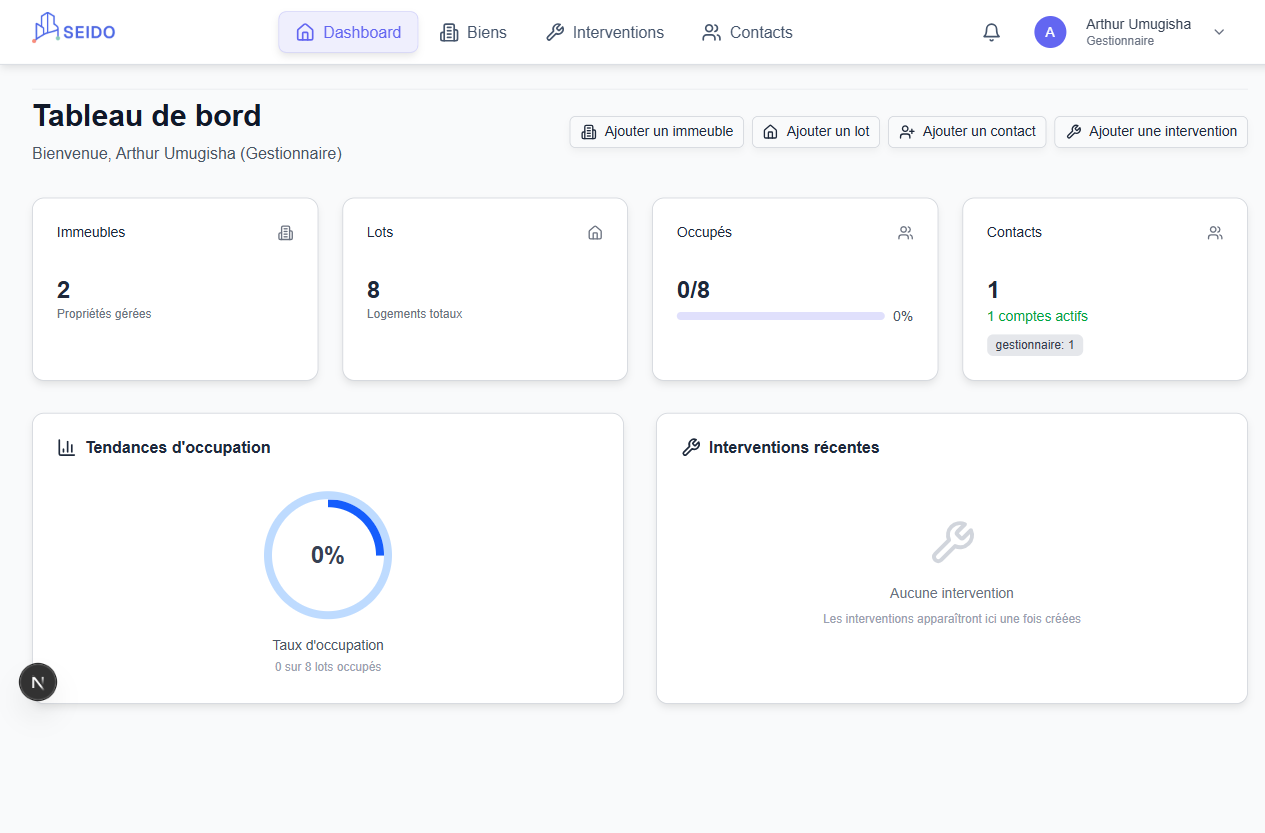 SEIDO
Dashboard
Biens
Interventions
Contacts
A
Arthur Umugisha
Gestionnaire
Tableau de bord
Bienvenue, Arthur Umugisha (Gestionnaire)
Ajouter un immeuble
Ajouter un lot
Ajouter un contact
Ajouter une intervention
Immeubles
2
Propriétés gérées
Lots
8
Logements totaux
Occupés
0/8
0%
Contacts
1
1 comptes actifs
gestionnaire: 1
Tendances d'occupation
0%
Taux d'occupation
0 sur 8 lots occupés
Interventions récentes
Aucune intervention
Les interventions apparaîtront ici une fois créées
N